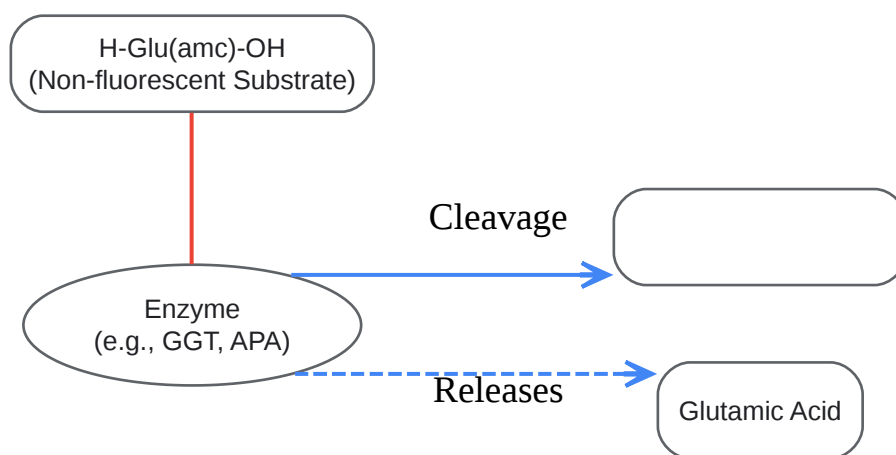 H-Glu(amc)-OH
(Non-fluorescent Substrate)
Cleavage
Enzyme
(e.g., GGT, APA)
Releases
Glutamic Acid